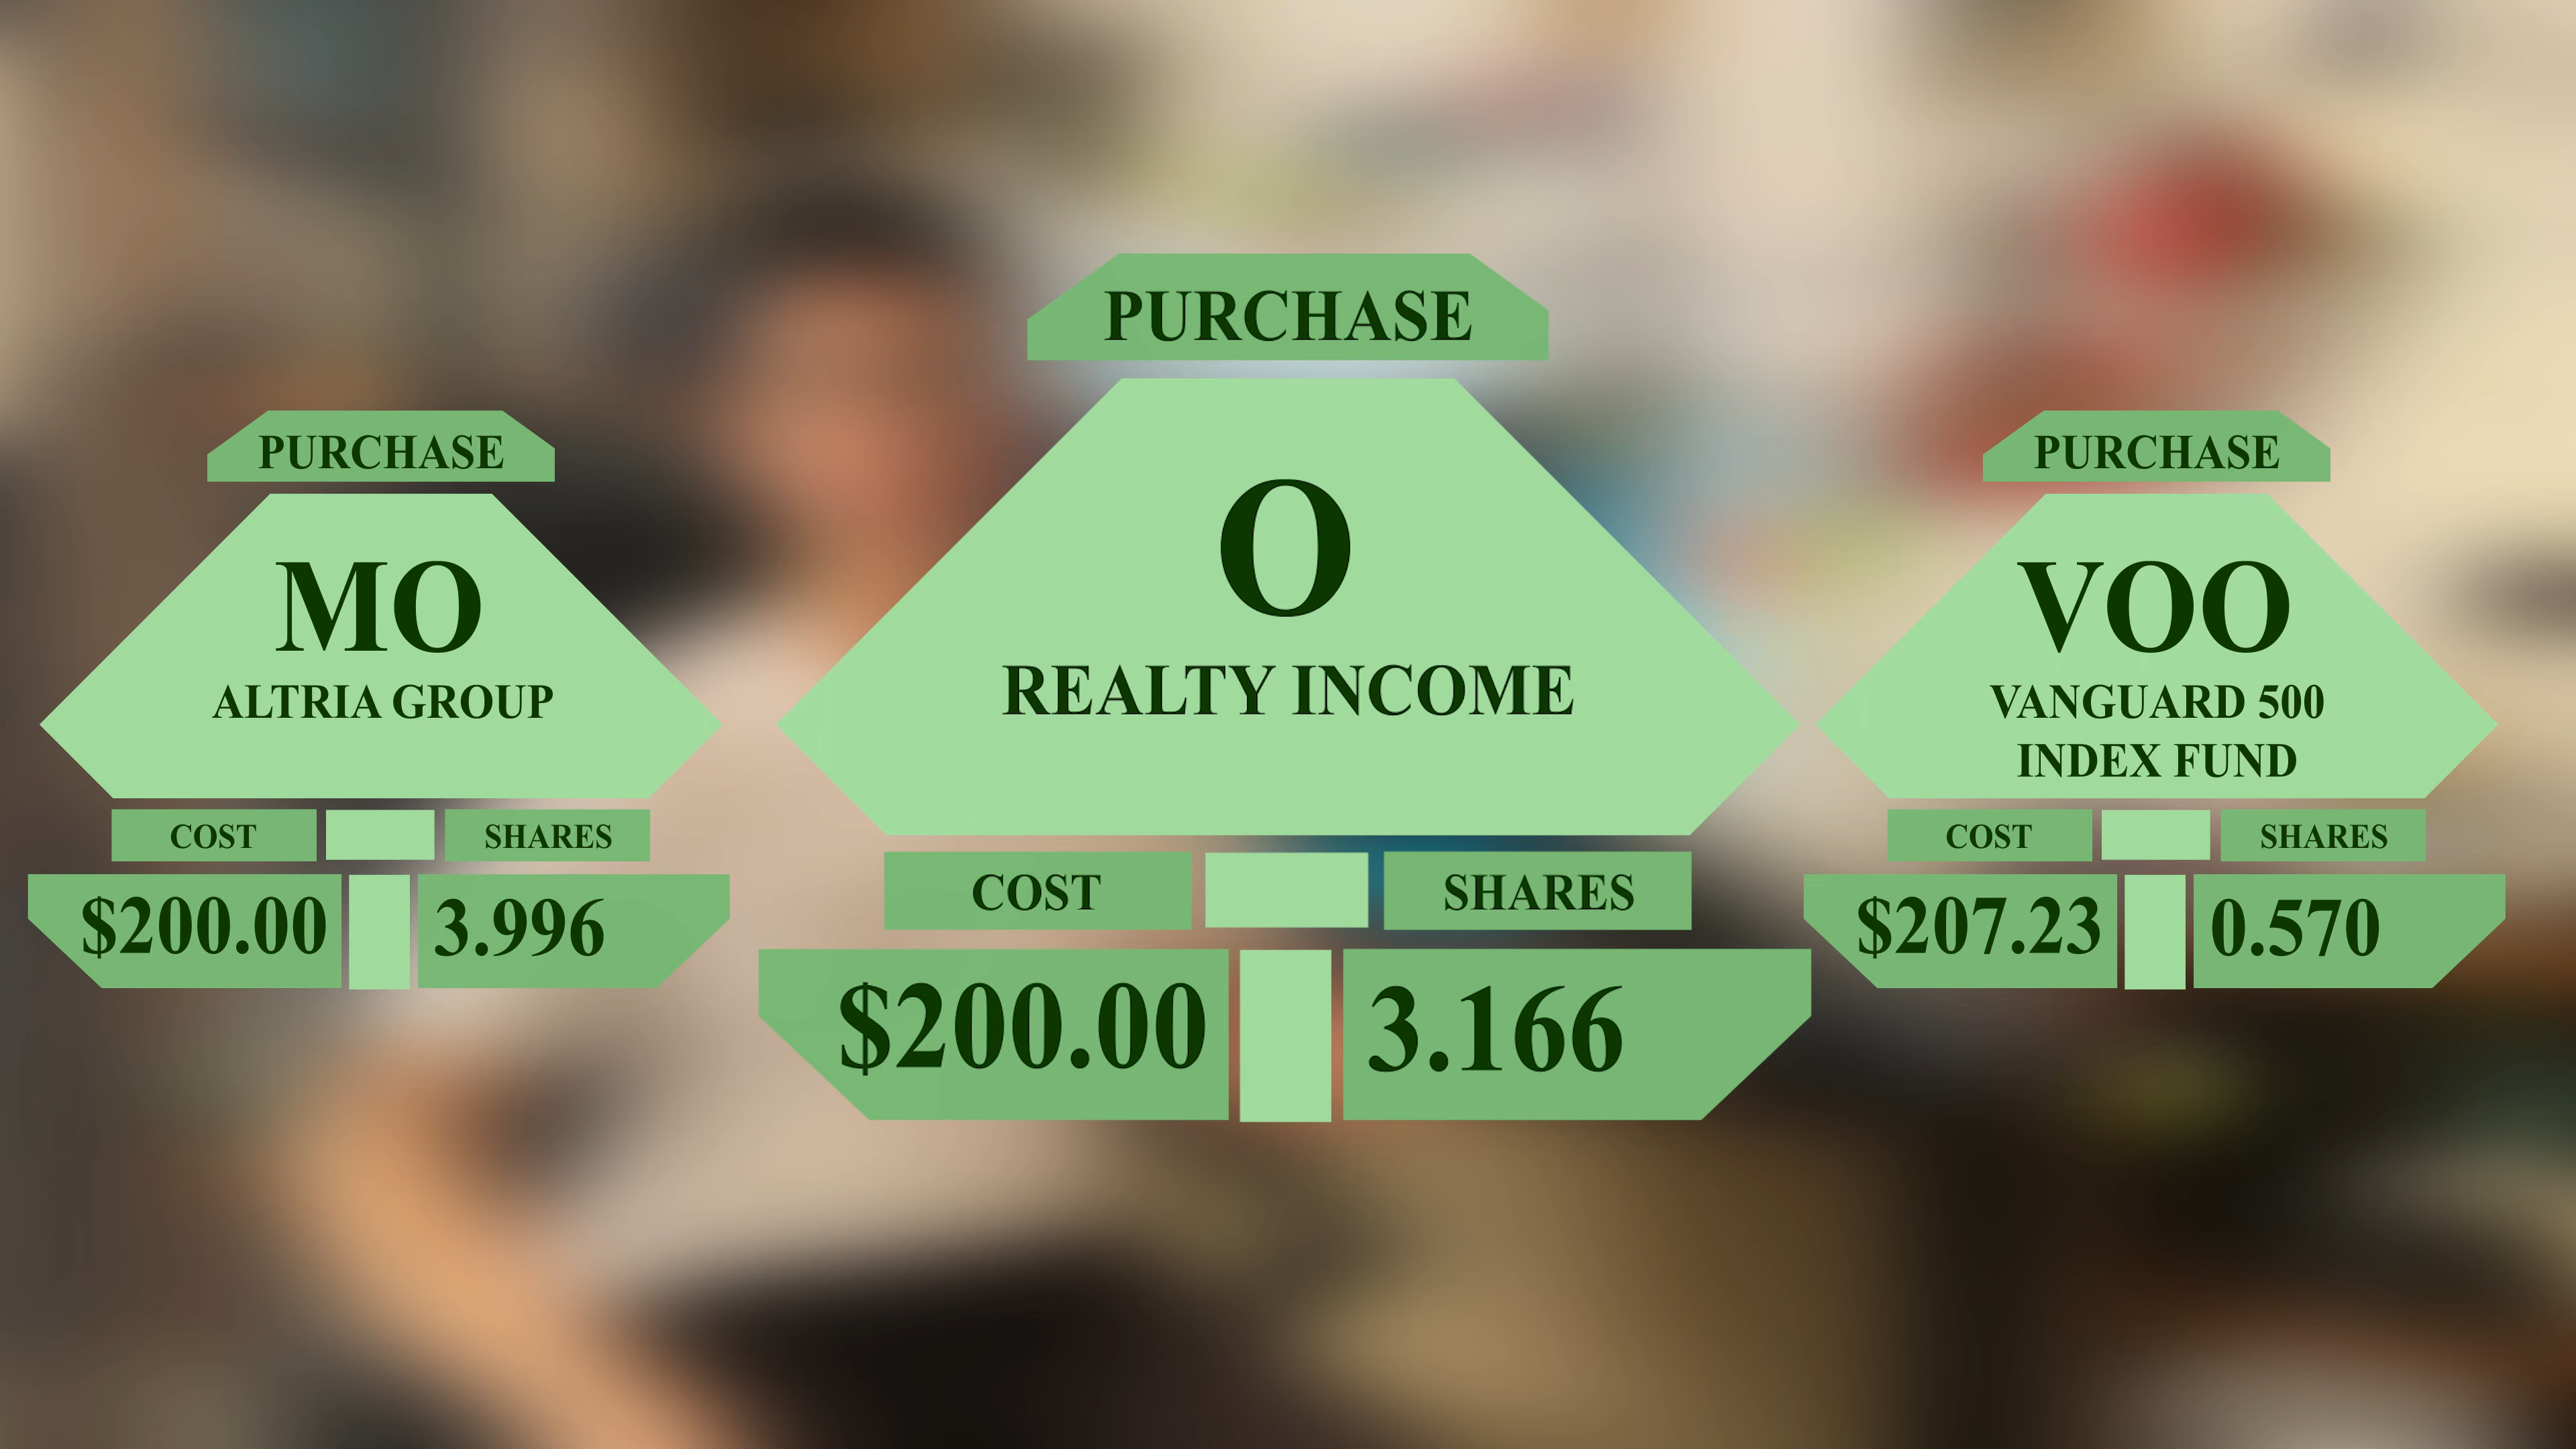 PURCHASE
MO
ALTRIA GROUP
COST
SHARES
$200.00
3.996
PURCHASE
O
REALTY INCOME
COST
SHARES
$200.00
3.166
PURCHASE
VOO
VANGUARD 500
INDEX FUND
COST
SHARES
$207.23
0.570